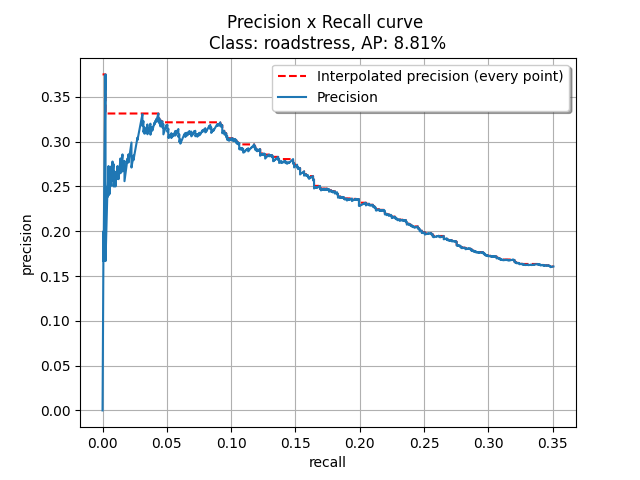 Precision x Recall curve
Class: roadstress, AP: 8.81%
Interpolated precision (every point)
Precision
precision
0.35
0.30
0.25
0.20
0.15
0.10
0.05
0.00
0.00 0.05 0.10 0.15 0.20 0.25 0.30 0.35
recall